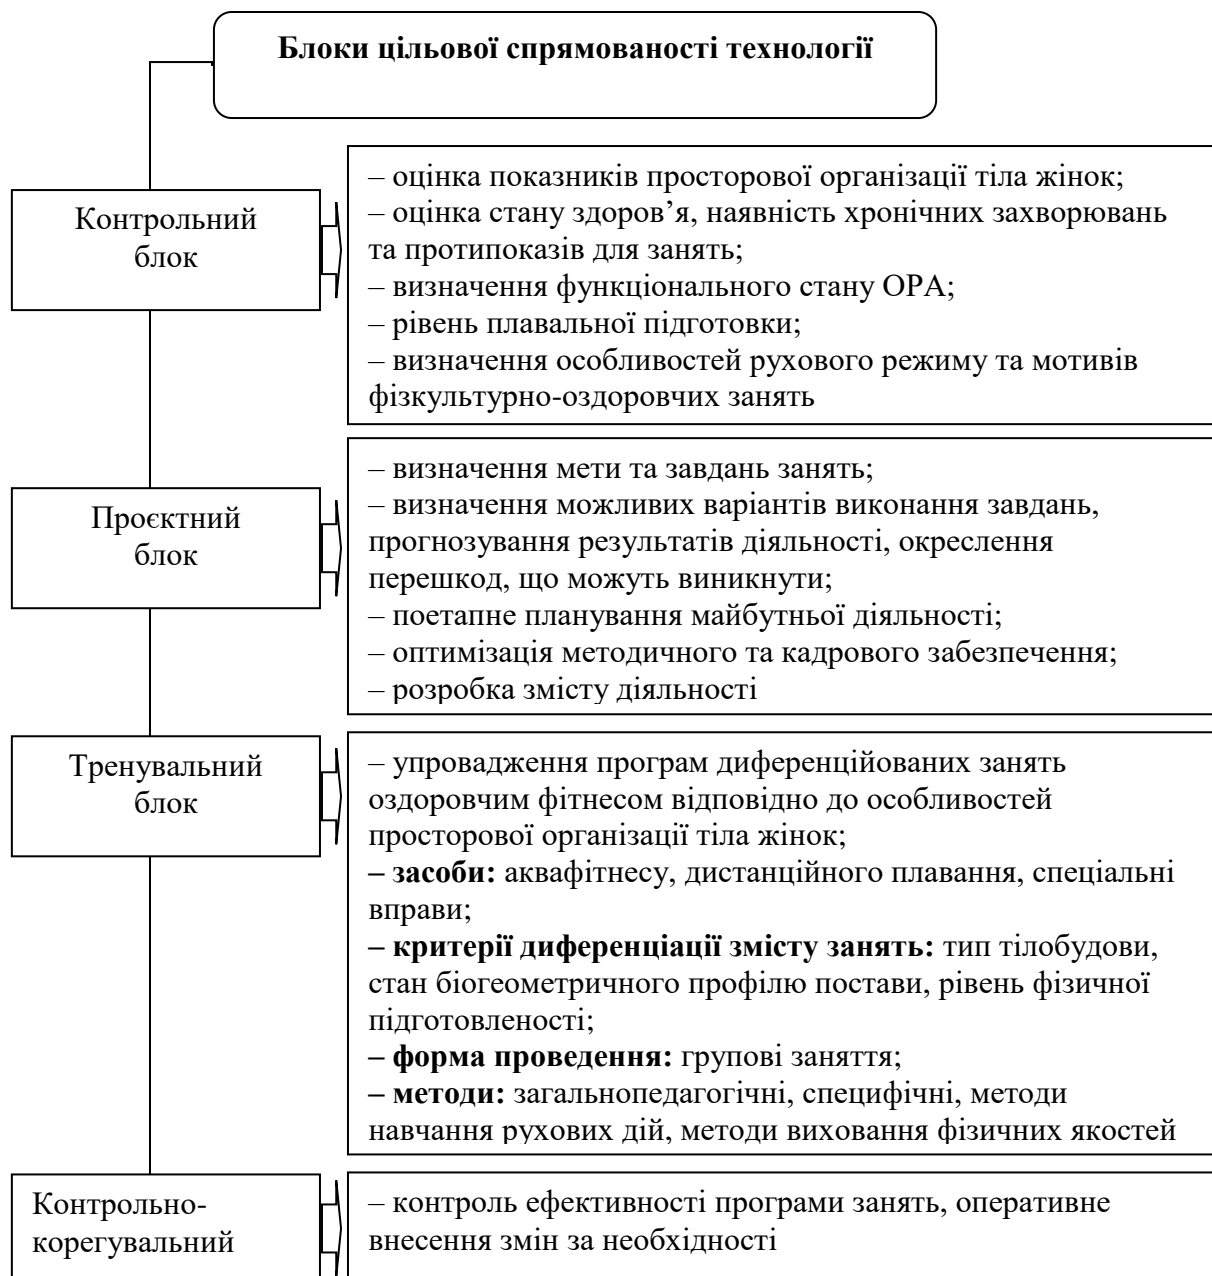 Блоки цільової спрямованості технології
Контрольний
блок
– оцінка показників просторової організації тіла жінок;
– оцінка стану здоров’я, наявність хронічних захворювань
та протипоказів для занять;
– визначення функціонального стану ОРА;
– рівень плавальної підготовки;
– визначення особливостей рухового режиму та мотивів
фізкультурно-оздоровчих занять
Проєктний
блок
– визначення мети та завдань занять;
– визначення можливих варіантів виконання завдань,
прогнозування результатів діяльності, окреслення
перешкод, що можуть виникнути;
– поетапне планування майбутньої діяльності;
– оптимізація методичного та кадрового забезпечення;
– розробка змісту діяльності
Тренувальний
блок
– упровадження програм диференційованих занять
оздоровчим фітнесом відповідно до особливостей
просторової організації тіла жінок;
– засоби: аквафітнесу, дистанційного плавання, спеціальні
вправи;
– критерії диференціації змісту занять: тип тілобудови,
стан біогеометричного профілю постави, рівень фізичної
підготовленості;
– форма проведення: групові заняття;
– методи: загальнопедагогічні, специфічні, методи
навчання рухових дій, методи виховання фізичних якостей
Контрольно-
корегувальний
– контроль ефективності програми занять, оперативне
внесення змін за необхідності